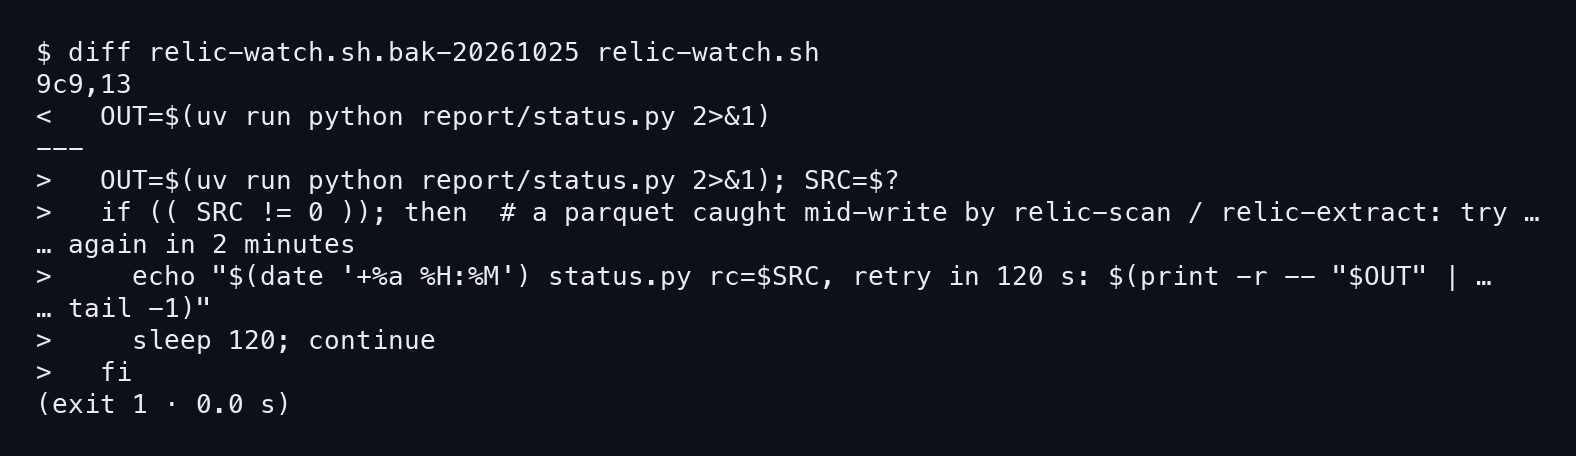 $ diff relic-watch.sh.bak-20261025 relic-watch.sh
9c9,13
<   OUT=$(uv run python report/status.py 2>&1)
---
>   OUT=$(uv run python report/status.py 2>&1); SRC=$?
>   if (( SRC != 0 )); then  # a parquet caught mid-write by relic-scan / relic-extract: try …
… again in 2 minutes
>     echo "$(date '+%a %H:%M') status.py rc=$SRC, retry in 120 s: $(print -r -- "$OUT" | …
… tail -1)"
>     sleep 120; continue
>   fi
(exit 1 · 0.0 s)